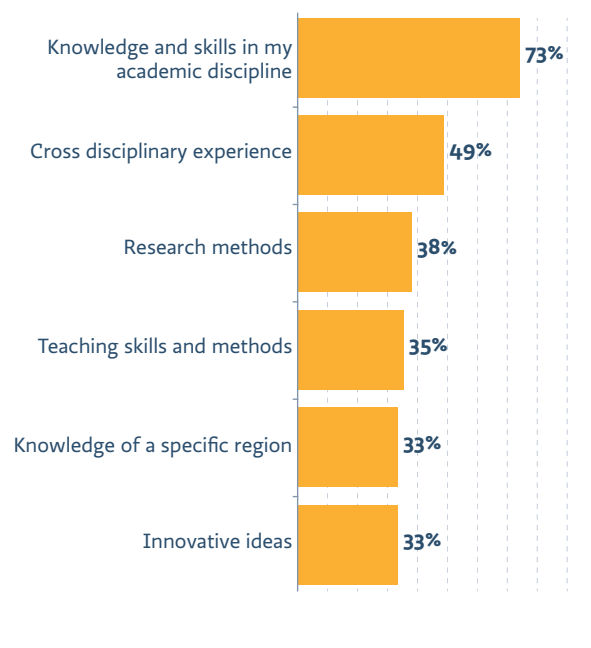 Knowledge and skills in my
academic discipline
73%
Cross disciplinary experience
49%
Research methods
38%
Teaching skills and methods
35%
Knowledge of a specific region
33%
Innovative ideas
33%